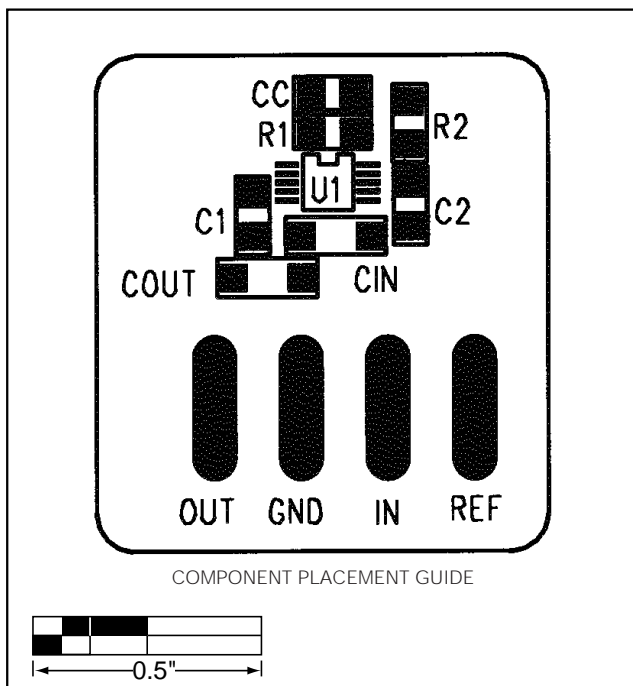 CC
R1
R2
U1
C1
C2
COUT
CIN
OUT GND IN REF
COMPONENT PLACEMENT GUIDE
0.5"